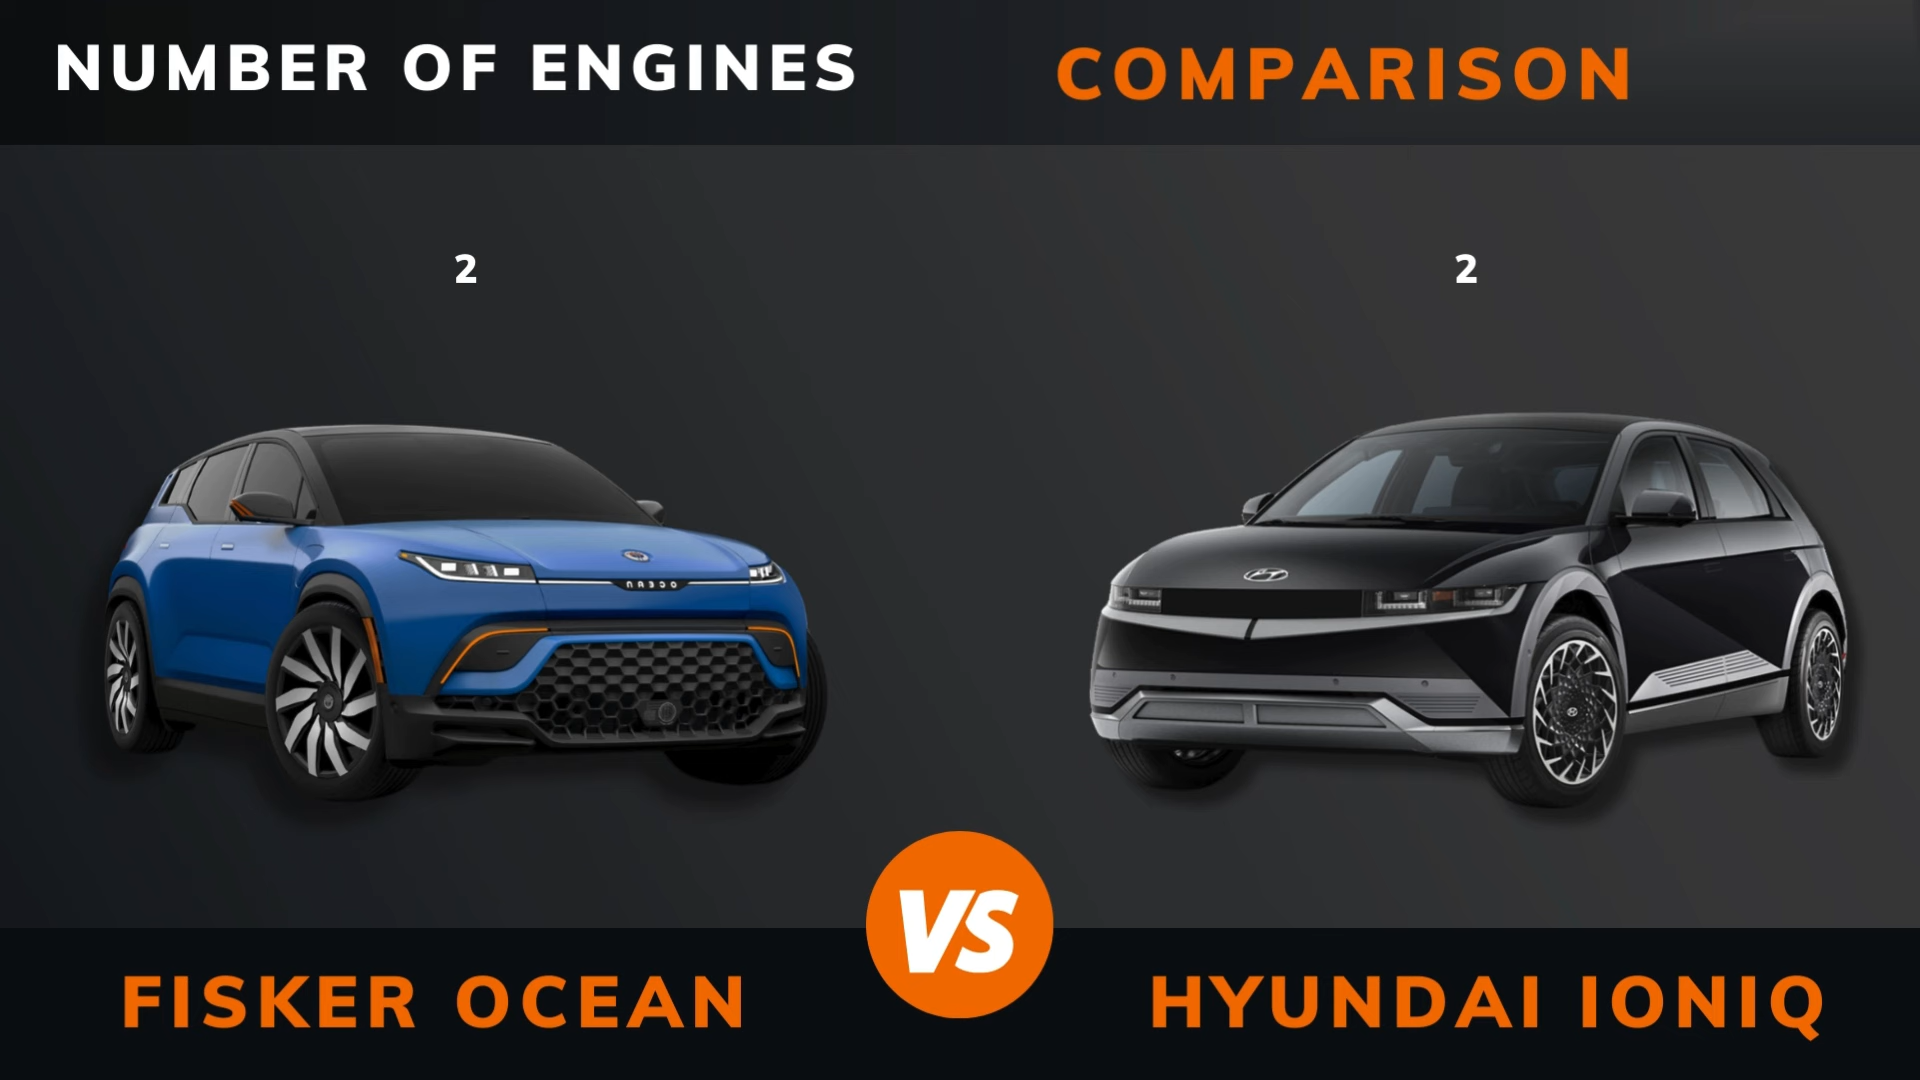 NUMBER OF ENGINES
COMPARISON
2
2
VS
FISKER OCEAN
HYUNDAI IONIQ